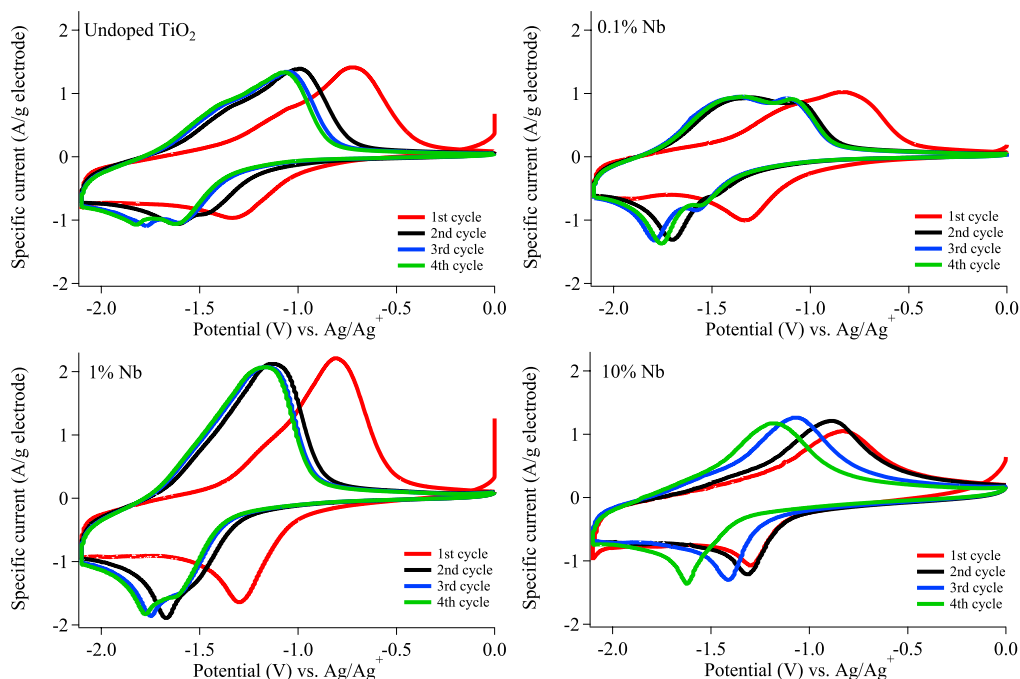 Undoped TiO₂
Specific current (A/g electrode)
2
1
0
-1
-2
1st cycle
2nd cycle
3rd cycle
4th cycle
-2.0 -1.5 -1.0 -0.5 0.0
Potential (V) vs. Ag/Ag⁺
0.1% Nb
Specific current (A/g electrode)
2
1
0
-1
-2
1st cycle
2nd cycle
3rd cycle
4th cycle
-2.0 -1.5 -1.0 -0.5 0.0
Potential (V) vs. Ag/Ag⁺
1% Nb
Specific current (A/g electrode)
2
1
0
-1
-2
1st cycle
2nd cycle
3rd cycle
4th cycle
-2.0 -1.5 -1.0 -0.5 0.0
Potential (V) vs. Ag/Ag⁺
10% Nb
Specific current (A/g electrode)
2
1
0
-1
-2
1st cycle
2nd cycle
3rd cycle
4th cycle
-2.0 -1.5 -1.0 -0.5 0.0
Potential (V) vs. Ag/Ag⁺